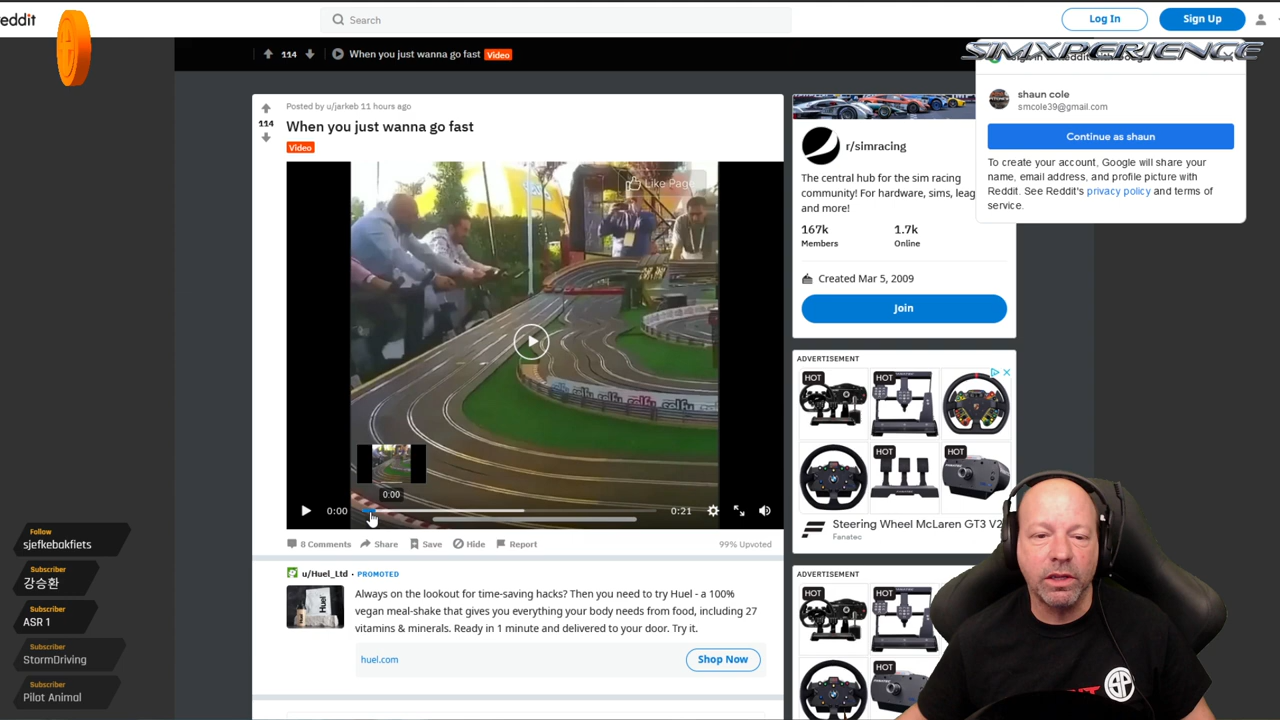 reddit
Search
Log In
Sign Up
SIMXPERIENCE
114
When you just wanna go fast
Video
shaun cole
smcole39@gmail.com
Continue as shaun
To create your account, Google will share your
name, email address, and profile picture with
Reddit. See Reddit's privacy policy and terms of
service.
Posted by u/jarkeb 11 hours ago
114
When you just wanna go fast
Video
Like Page
0:00
0:00
0:21
8 Comments
Share
Save
Hide
Report
99% Upvoted
u/Huel_Ltd • PROMOTED
Always on the lookout for time-saving hacks? Then you need to try Huel - a 100%
vegan meal-shake that gives you everything your body needs from food, including 27
vitamins & minerals. Ready in 1 minute and delivered to your door. Try it.
huel.com
Shop Now
r/simracing
The central hub for the sim racing
community! For hardware, sims, leag
and more!
167k
Members
1.7k
Online
Created Mar 5, 2009
Join
ADVERTISEMENT
HOT
HOT
HOT
HOT
Steering Wheel McLaren GT3 V2
Fanatec
ADVERTISEMENT
HOT
HOT
HOT
Follow
sjefkebakfiets
Subscriber
강승환
Subscriber
ASR 1
Subscriber
StormDriving
Subscriber
Pilot Animal